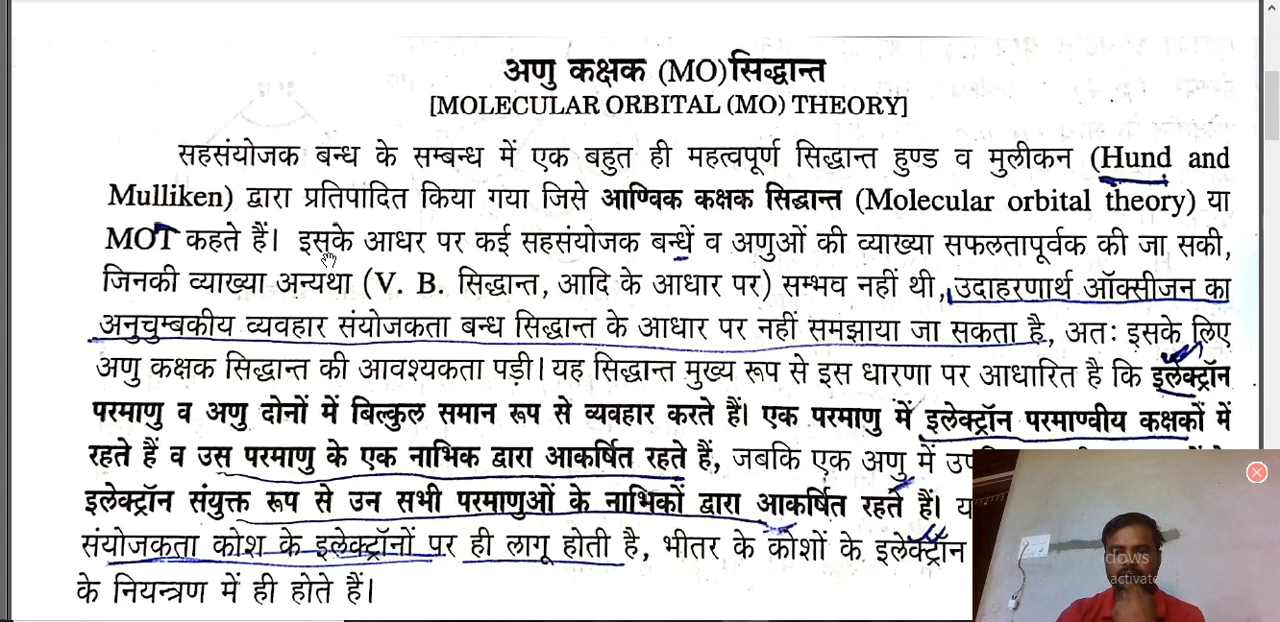 अणु कक्षक (MO) सिद्धान्त
[MOLECULAR ORBITAL (MO) THEORY]
सहसंयोजक बन्ध के सम्बन्ध में एक बहुत ही महत्वपूर्ण सिद्धान्त हुण्ड व मुलीकन (Hund and
Mulliken) द्वारा प्रतिपादित किया गया जिसे आण्विक कक्षक सिद्धान्त (Molecular orbital theory) या
MOT कहते हैं। इसके आधर पर कई सहसंयोजक बन्धें व अणुओं की व्याख्या सफलतापूर्वक की जा सकी,
जिनकी व्याख्या अन्यथा (V. B. सिद्धान्त, आदि के आधार पर) सम्भव नहीं थी, उदाहरणार्थ ऑक्सीजन का
अनुचुम्बकीय व्यवहार संयोजकता बन्ध सिद्धान्त के आधार पर नहीं समझाया जा सकता है, अतः इसके लिए
अणु कक्षक सिद्धान्त की आवश्यकता पड़ी। यह सिद्धान्त मुख्य रूप से इस धारणा पर आधारित है कि इलेक्ट्रॉन
परमाणु व अणु दोनों में बिल्कुल समान रूप से व्यवहार करते हैं। एक परमाणु में इलेक्ट्रॉन परमाण्वीय कक्षकों में
रहते हैं व उस परमाणु के एक नाभिक द्वारा आकर्षित रहते हैं, जबकि एक अणु में
इलेक्ट्रॉन संयुक्त रूप से उन सभी परमाणुओं के नाभिकों द्वारा आकर्षित रहते हैं।
संयोजकता कोश के इलेक्ट्रॉनों पर ही लागू होती है, भीतर के कोशों के इलेक्ट्रॉन
के नियन्त्रण में ही होते हैं।
dows
activate